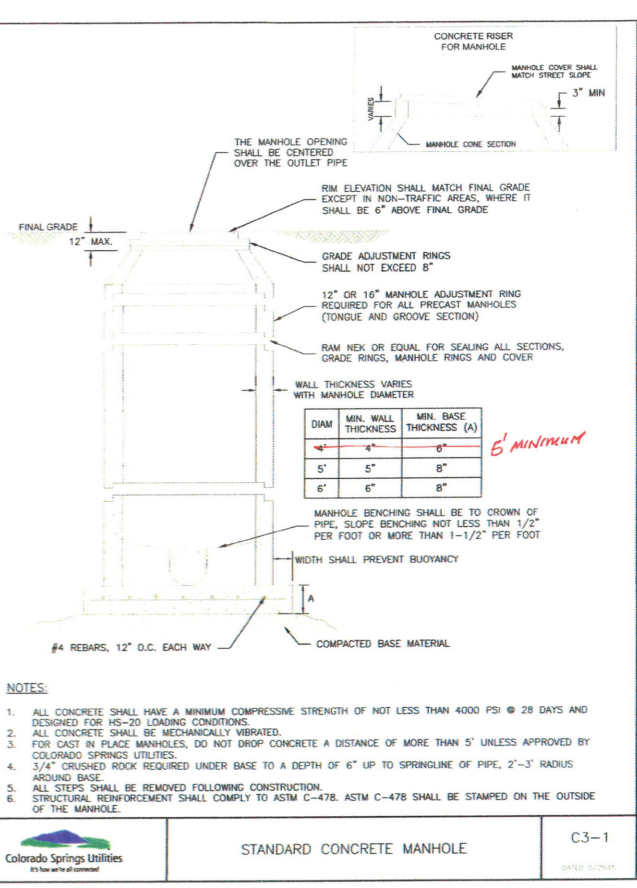 CONCRETE RISER
FOR MANHOLE
MANHOLE COVER SHALL
MATCH STREET SLOPE
3" MIN
VARIES
MANHOLE CONE SECTION
THE MANHOLE OPENING
SHALL BE CENTERED
OVER THE OUTLET PIPE
RIM ELEVATION SHALL MATCH FINAL GRADE
EXCEPT IN NON-TRAFFIC AREAS, WHERE IT
SHALL BE 6" ABOVE FINAL GRADE
FINAL GRADE
12" MAX.
GRADE ADJUSTMENT RINGS
SHALL NOT EXCEED 8"
12" OR 16" MANHOLE ADJUSTMENT RING
REQUIRED FOR ALL PRECAST MANHOLES
(TONGUE AND GROOVE SECTION)
RAM NEK OR EQUAL FOR SEALING ALL SECTIONS,
GRADE RINGS, MANHOLE RINGS AND COVER
WALL THICKNESS VARIES
WITH MANHOLE DIAMETER
DIAM MIN. WALL THICKNESS MIN. BASE THICKNESS (A)
4' 4" 6"
5' MINIMUM
5' 5" 8"
6' 6" 8"
MANHOLE BENCHING SHALL BE TO CROWN OF
PIPE, SLOPE BENCHING NOT LESS THAN 1/2"
PER FOOT OR MORE THAN 1-1/2" PER FOOT
WIDTH SHALL PREVENT BUOYANCY
A
#4 REBARS, 12" O.C. EACH WAY
COMPACTED BASE MATERIAL
NOTES:
1. ALL CONCRETE SHALL HAVE A MINIMUM COMPRESSIVE STRENGTH OF NOT LESS THAN 4000 PSI @ 28 DAYS AND
DESIGNED FOR HS-20 LOADING CONDITIONS.
2. ALL CONCRETE SHALL BE MECHANICALLY VIBRATED.
3. FOR CAST IN PLACE MANHOLES, DO NOT DROP CONCRETE A DISTANCE OF MORE THAN 5' UNLESS APPROVED BY
COLORADO SPRINGS UTILITIES.
4. 3/4" CRUSHED ROCK REQUIRED UNDER BASE TO A DEPTH OF 6" UP TO SPRINGLINE OF PIPE, 2'-3' RADIUS
AROUND BASE.
5. ALL STEPS SHALL BE REMOVED FOLLOWING CONSTRUCTION.
6. STRUCTURAL REINFORCEMENT SHALL COMPLY TO ASTM C-478. ASTM C-478 SHALL BE STAMPED ON THE OUTSIDE
OF THE MANHOLE.
Colorado Springs Utilities
It's how we're all connected
STANDARD CONCRETE MANHOLE
C3-1
DATED